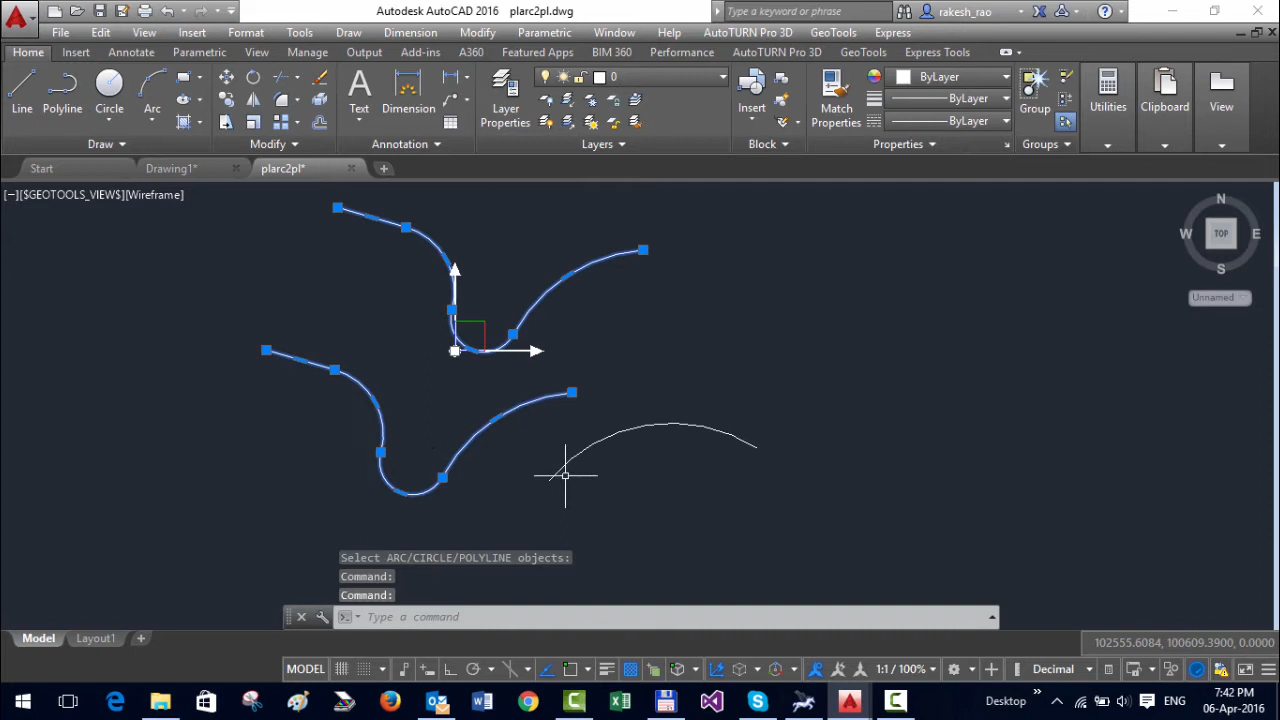 Autodesk AutoCAD 2016 plarc2pl.dwg
Type a keyword or phrase
rakesh_rao
File Edit View Insert Format Tools Draw Dimension Modify Parametric Window Help AutoTURN Pro 3D GeoTools Express
Home Insert Annotate Parametric View Manage Output Add-ins A360 Featured Apps BIM 360 Performance AutoTURN Pro 3D GeoTools Express Tools
0
ByLayer
ByLayer
ByLayer
Line Polyline Circle Arc Text Dimension Layer Properties Insert Match Properties Group Utilities Clipboard View
Draw Modify Annotation Layers Block Properties Groups
Start Drawing1* plarc2pl*
[−][$GEOTOOLS_VIEW$][Wireframe]
N
W TOP E
S
Unnamed
Select ARC/CIRCLE/POLYLINE objects:
Command:
Command:
Type a command
Model Layout1
102555.6084, 100609.3900, 0.0000
MODEL 1:1 / 100% Decimal
Desktop ENG 7:42 PM
06-Apr-2016